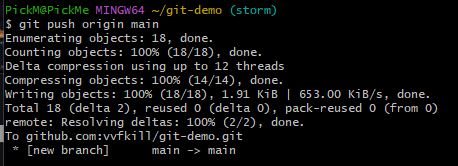 PickM@PickMe MINGW64 ~/git-demo (storm)
$ git push origin main
Enumerating objects: 18, done.
Counting objects: 100% (18/18), done.
Delta compression using up to 12 threads
Compressing objects: 100% (14/14), done.
Writing objects: 100% (18/18), 1.91 KiB | 653.00 KiB/s, done.
Total 18 (delta 2), reused 0 (delta 0), pack-reused 0 (from 0)
remote: Resolving deltas: 100% (2/2), done.
To github.com:vvfkill/git-demo.git
 * [new branch]      main -> main